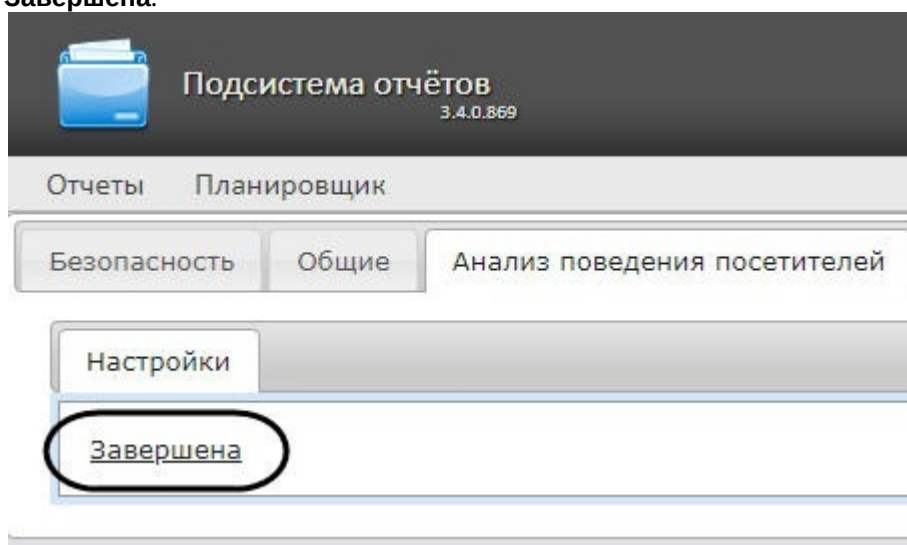 Завершена.
Подсистема отчётов
3.4.0.869
Отчеты Планировщик
Безопасность Общие Анализ поведения посетителей
Настройки
Завершена